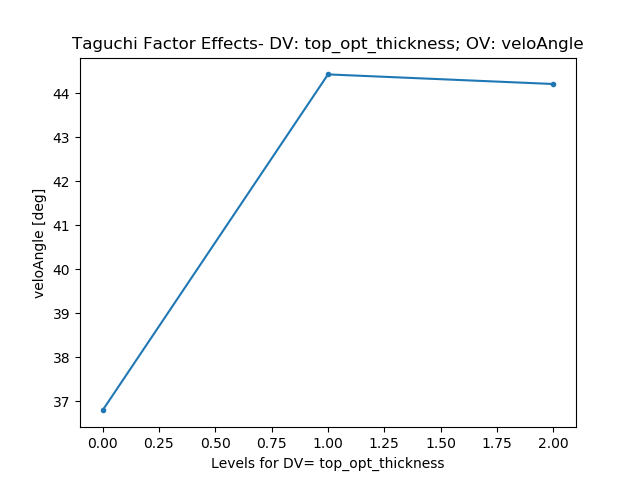 Taguchi Factor Effects- DV: top_opt_thickness; OV: veloAngle
44
43
42
41
40
39
38
37
veloAngle [deg]
0.00 0.25 0.50 0.75 1.00 1.25 1.50 1.75 2.00
Levels for DV= top_opt_thickness